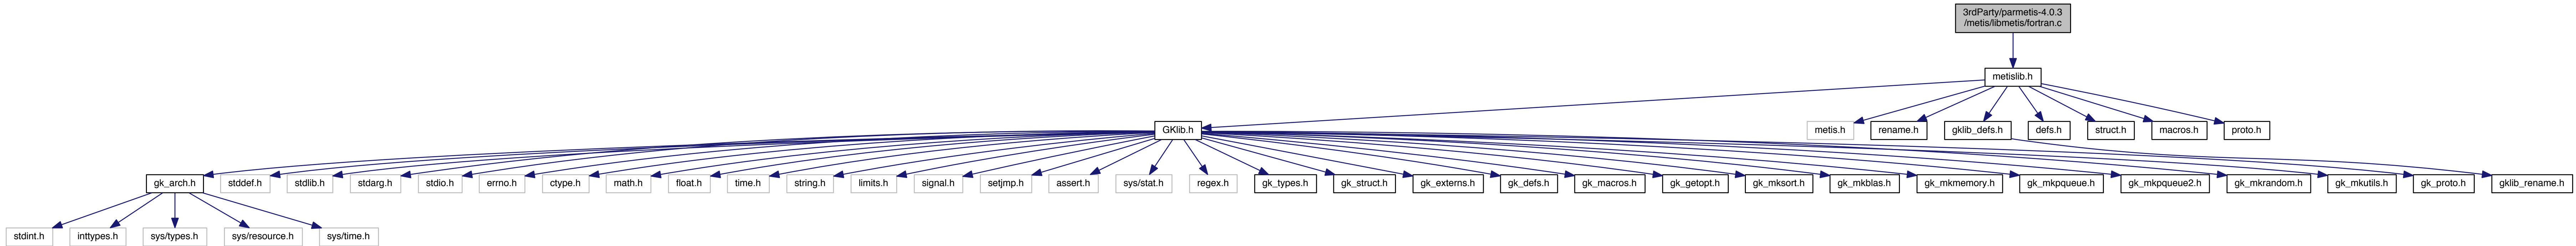 3rdParty/parmetis-4.0.3
/metis/libmetis/fortran.c
metislib.h
GKlib.h
metis.h
rename.h
gklib_defs.h
defs.h
struct.h
macros.h
proto.h
gk_arch.h
stddef.h
stdlib.h
stdarg.h
stdio.h
errno.h
ctype.h
math.h
float.h
time.h
string.h
limits.h
signal.h
setjmp.h
assert.h
sys/stat.h
regex.h
gk_types.h
gk_struct.h
gk_externs.h
gk_defs.h
gk_macros.h
gk_getopt.h
gk_mksort.h
gk_mkblas.h
gk_mkmemory.h
gk_mkpqueue.h
gk_mkpqueue2.h
gk_mkrandom.h
gk_mkutils.h
gk_proto.h
gklib_rename.h
stdint.h
inttypes.h
sys/types.h
sys/resource.h
sys/time.h